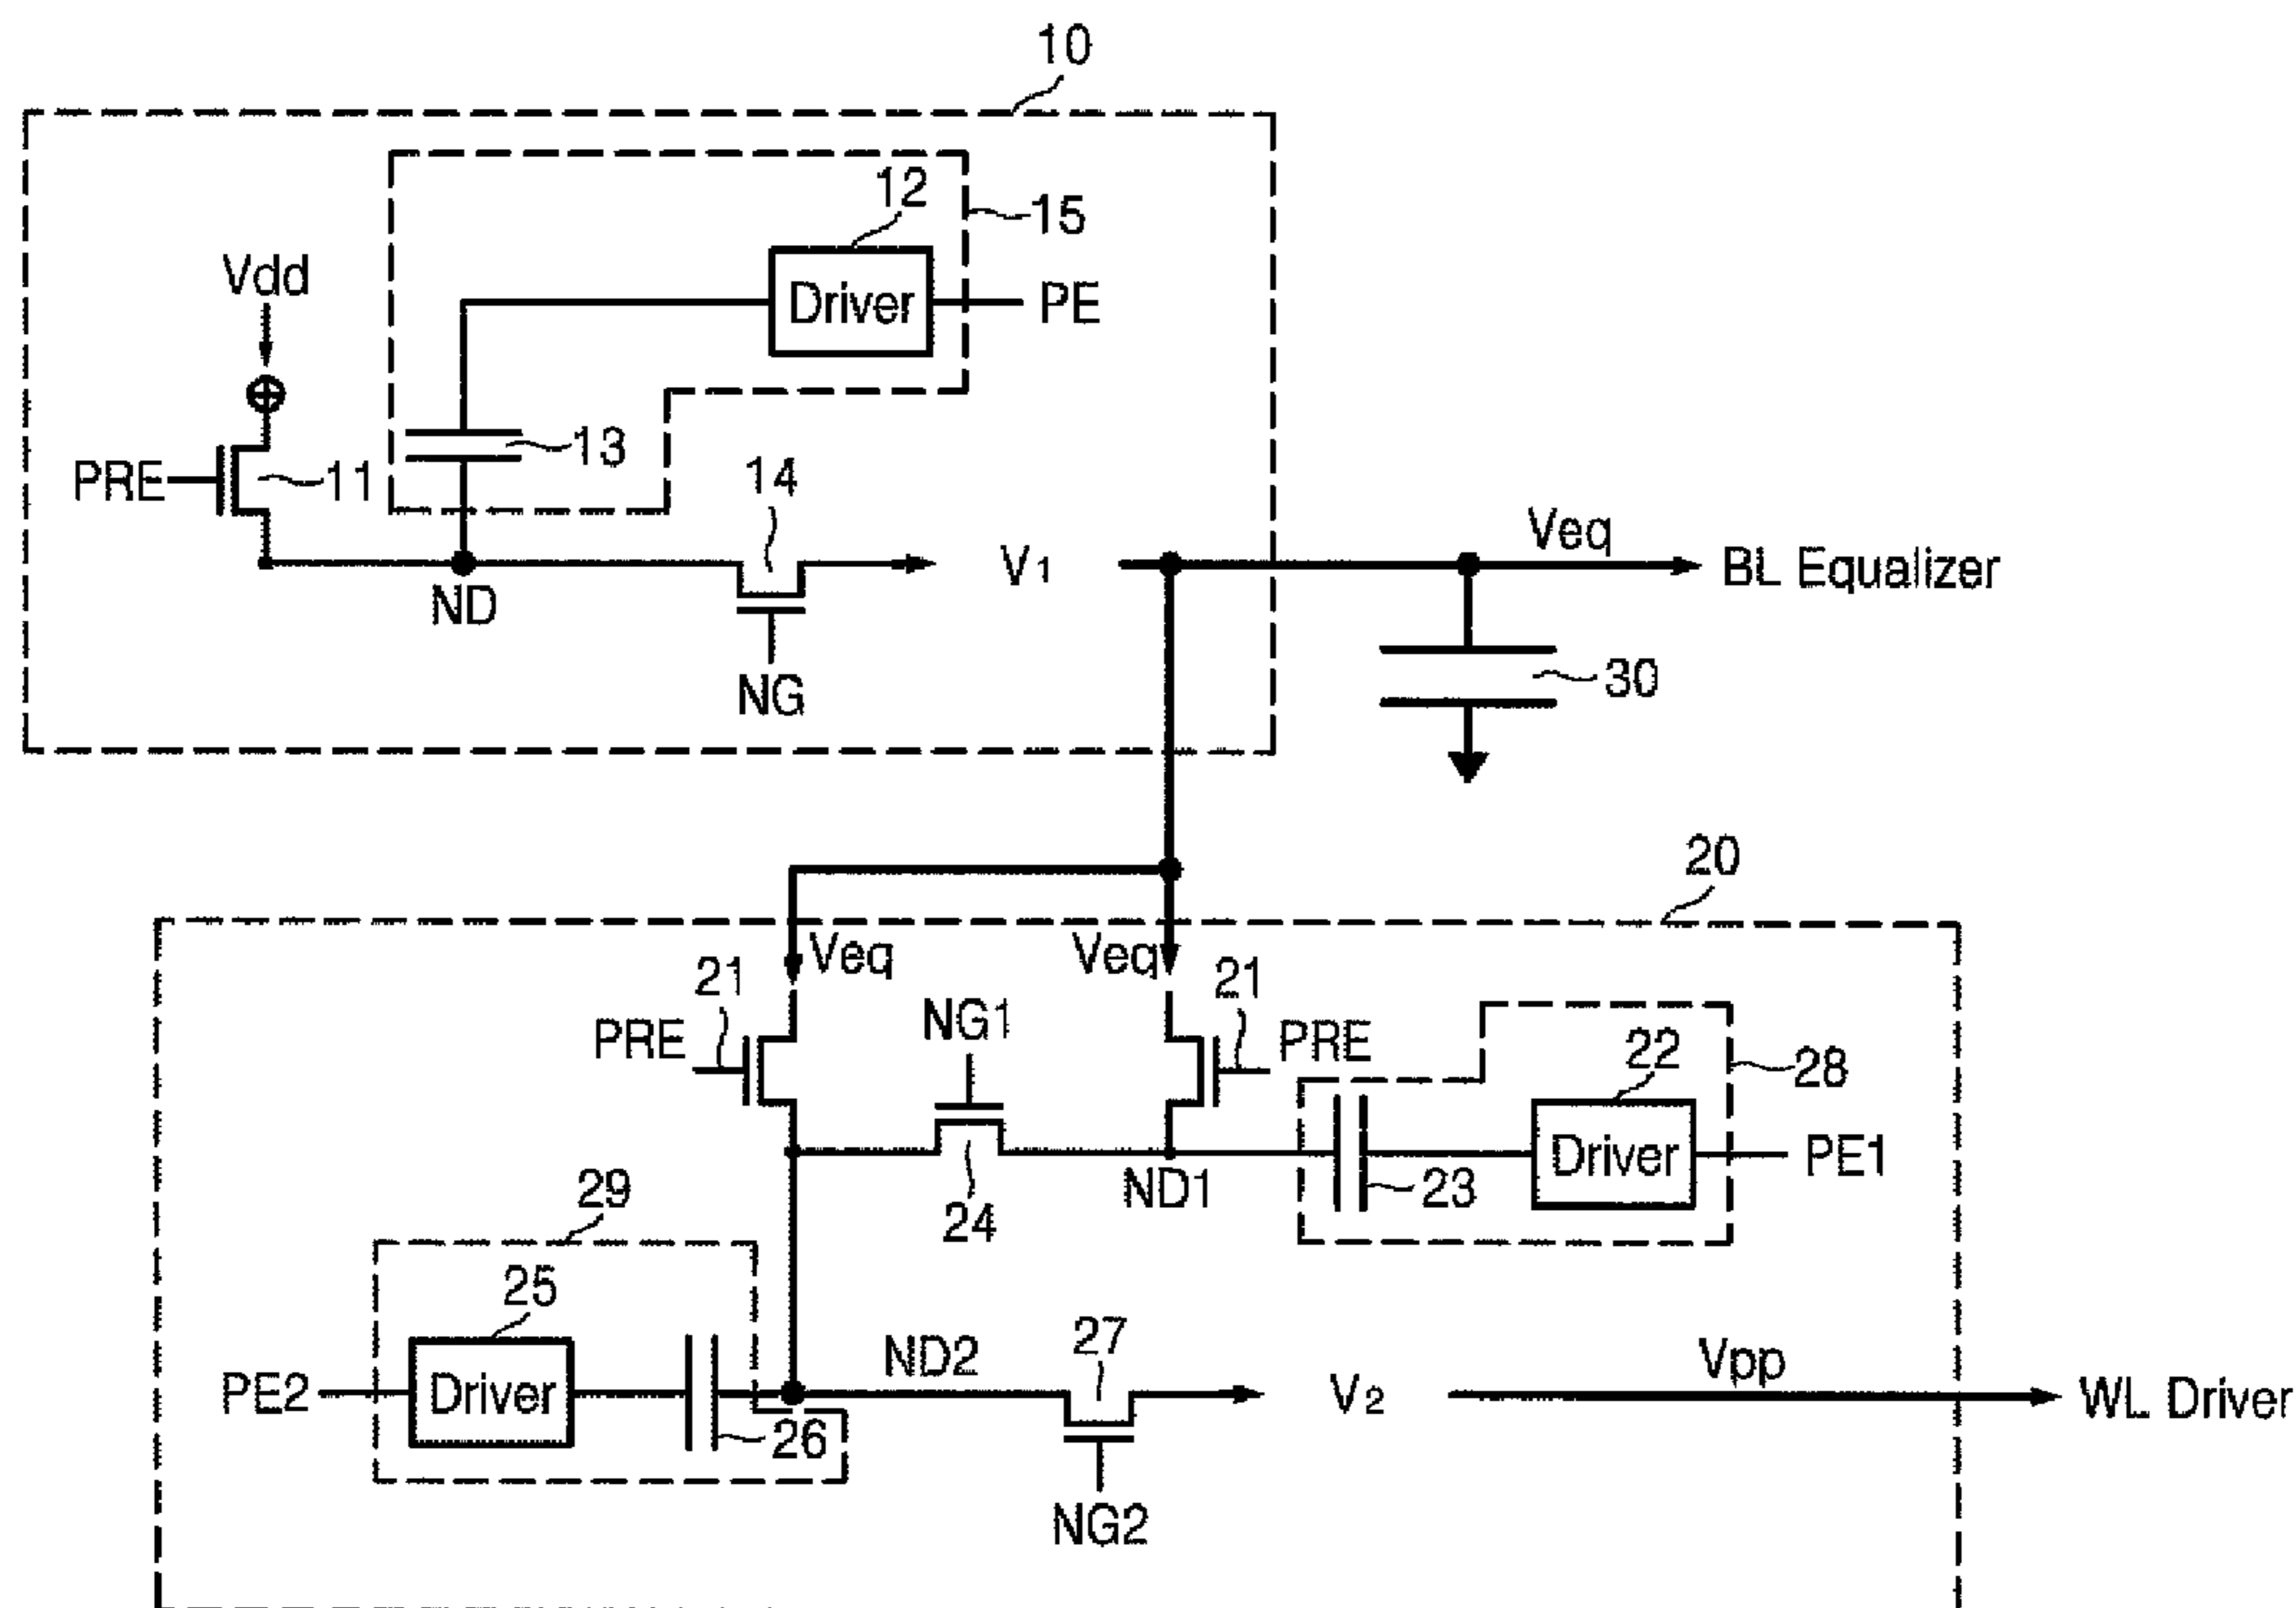 10
12
15
Vdd
Driver
PE
13
14
PRE
11
Veq
V1
BL Equalizer
ND
30
NG
20
Veq
Veq
21
21
NG1
PRE
PRE
22
28
Driver
PE1
29
ND1
23
24
25
27
ND2
Vpp
PE2
Driver
V2
WL Driver
26
NG2